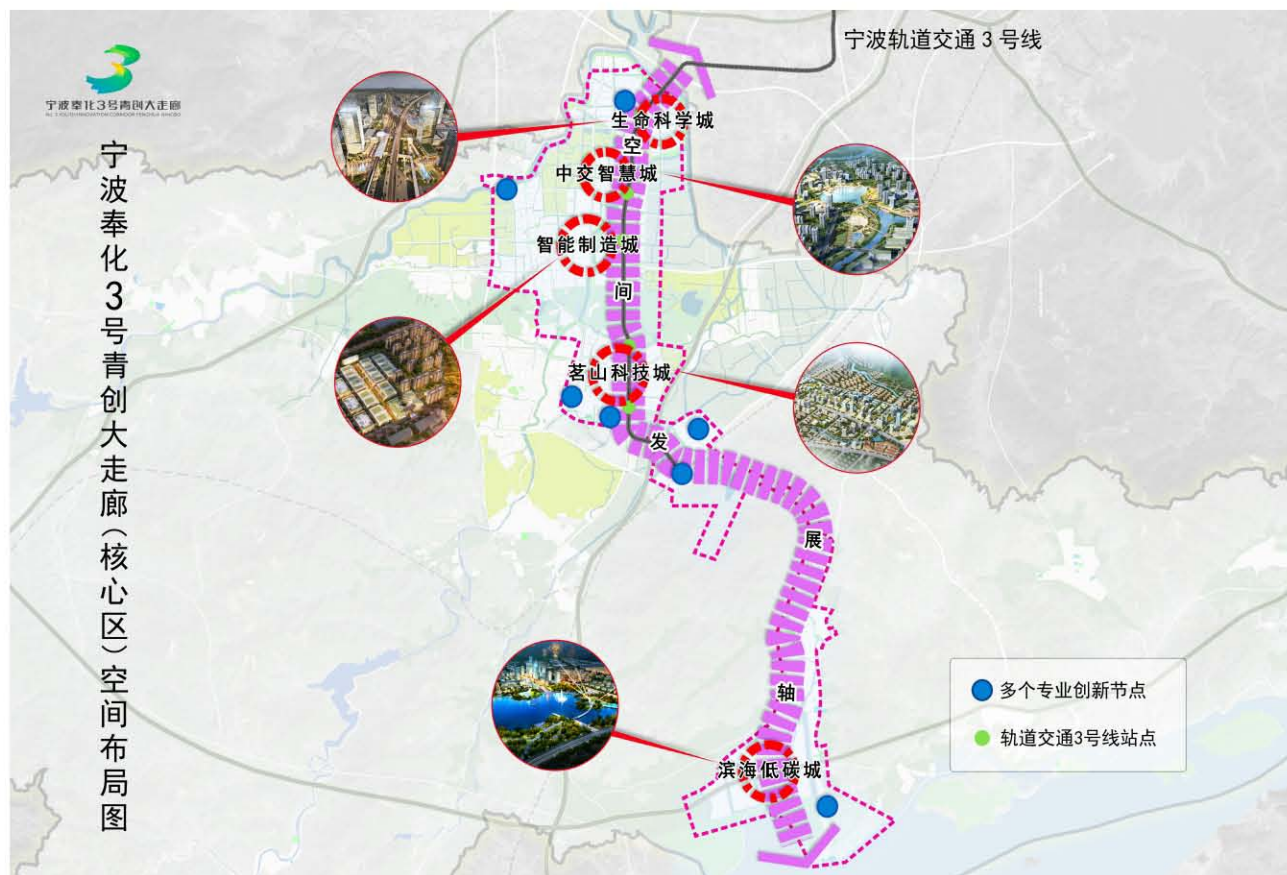 宁波轨道交通3号线
宁波奉化3号青创大走廊
宁波奉化3号青创大走廊(核心区)空间布局图
生命科学城
中交智慧城
智能制造城
茗山科技城
滨海低碳城
空间发展轴
多个专业创新节点
轨道交通3号线站点